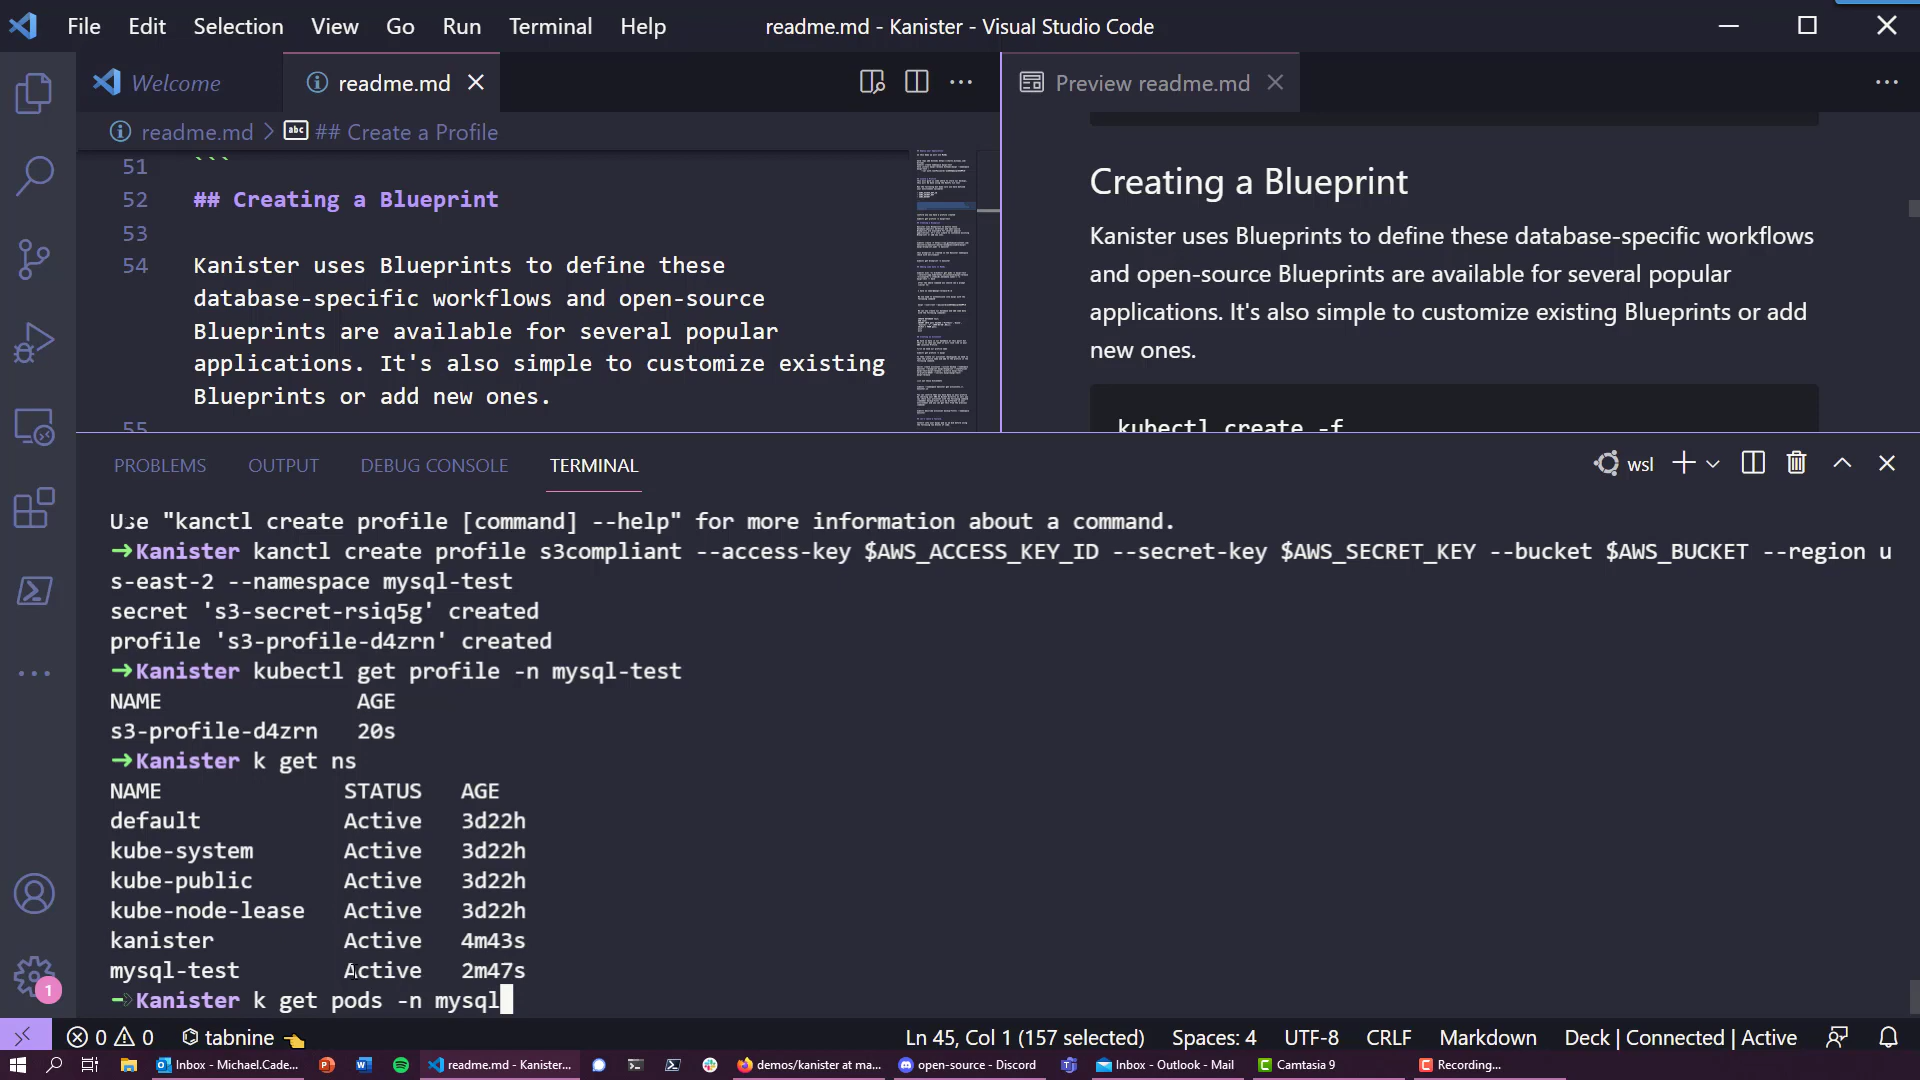 File Edit Selection View Go Run Terminal Help readme.md - Kanister - Visual Studio Code
Welcome readme.md
Preview readme.md
readme.md > ## Create a Profile
51 ```
52 ## Creating a Blueprint
53
54 Kanister uses Blueprints to define these
database-specific workflows and open-source
Blueprints are available for several popular
applications. It's also simple to customize existing
Blueprints or add new ones.
55
Creating a Blueprint
Kanister uses Blueprints to define these database-specific workflows
and open-source Blueprints are available for several popular
applications. It's also simple to customize existing Blueprints or add
new ones.
kubectl create -f
PROBLEMS OUTPUT DEBUG CONSOLE TERMINAL
wsl
Use "kanctl create profile [command] --help" for more information about a command.
➜Kanister kanctl create profile s3compliant --access-key $AWS_ACCESS_KEY_ID --secret-key $AWS_SECRET_KEY --bucket $AWS_BUCKET --region u
s-east-2 --namespace mysql-test
secret 's3-secret-rsiq5g' created
profile 's3-profile-d4zrn' created
➜Kanister kubectl get profile -n mysql-test
NAME AGE
s3-profile-d4zrn 20s
➜Kanister k get ns
NAME STATUS AGE
default Active 3d22h
kube-system Active 3d22h
kube-public Active 3d22h
kube-node-lease Active 3d22h
kanister Active 4m43s
mysql-test Active 2m47s
➜Kanister k get pods -n mysql
1
0 0 tabnine
Ln 45, Col 1 (157 selected) Spaces: 4 UTF-8 CRLF Markdown Deck | Connected | Active
Inbox - Michael.Cade... readme.md - Kanister... demos/kanister at ma... open-source - Discord Inbox - Outlook - Mail Camtasia 9 Recording...